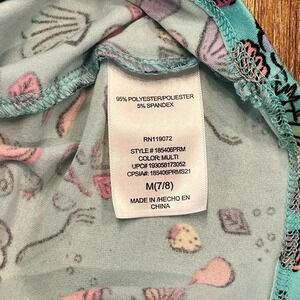 95% POLYESTER/POLIESTER
5% SPANDEX
RN119072
STYLE # 185406PRM
COLOR: MULTI
UPC# 193058173052
CPSIA#: 185406PRMS21
M(7/8)
MADE IN /HECHO EN
CHINA